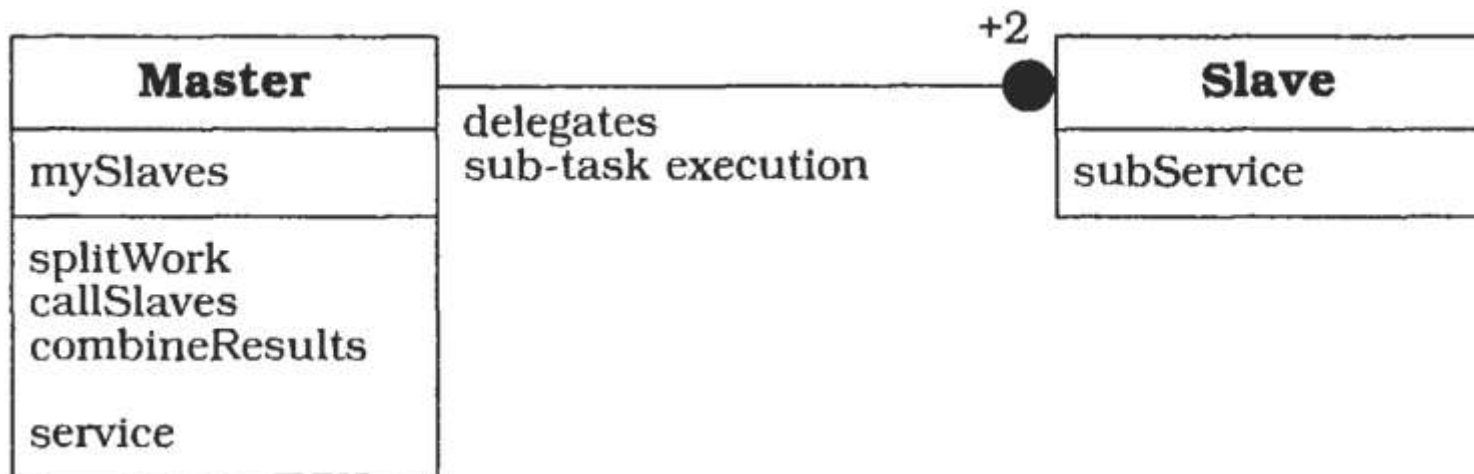 +2
Master
Slave
delegates
sub-task execution
mySlaves
subService
splitWork
callSlaves
combineResults
service